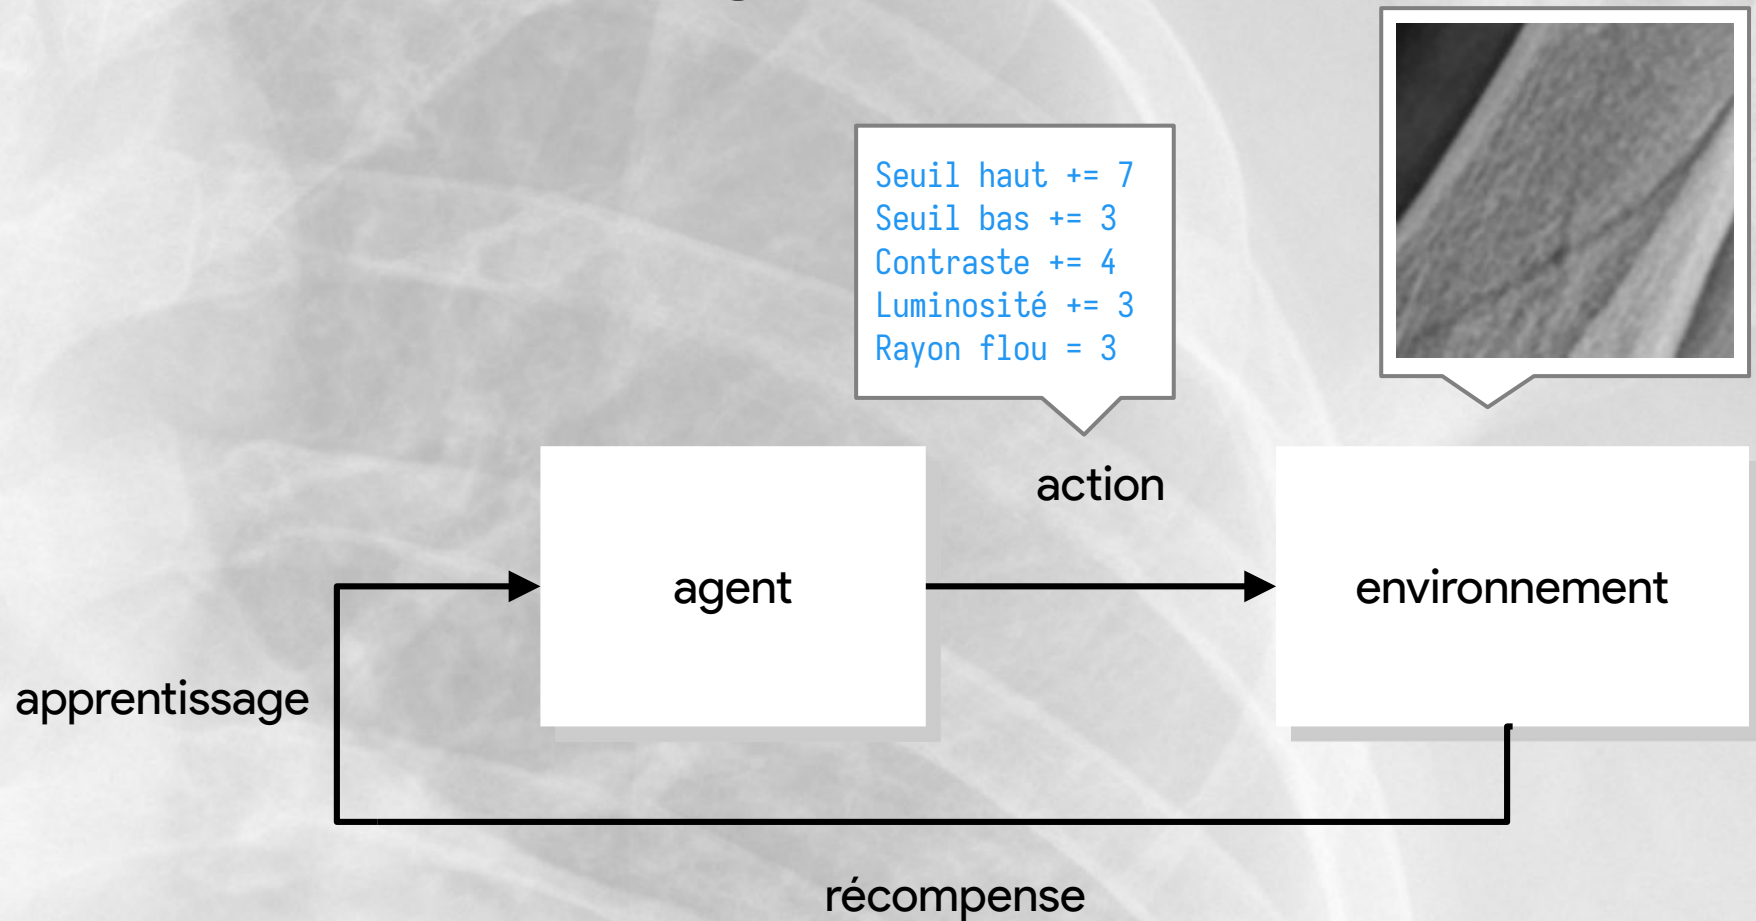 Seuil haut += 7
Seuil bas += 3
Contraste += 4
Luminosité += 3
Rayon flou = 3
action
agent
environnement
apprentissage
récompense